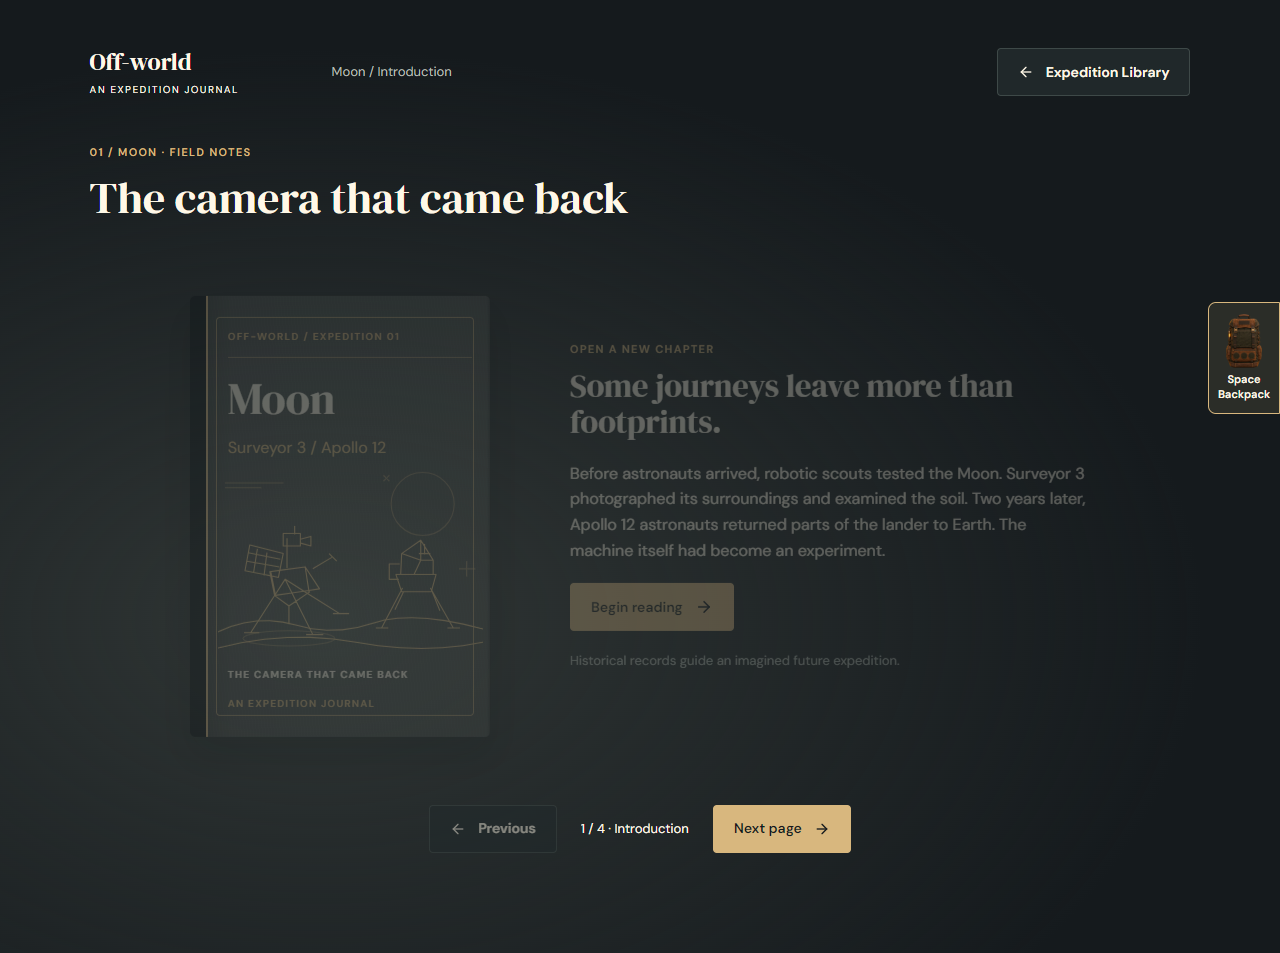 Off-world
AN EXPEDITION JOURNAL
Moon / Introduction
Expedition Library
01 / MOON · FIELD NOTES
The camera that came back
OFF-WORLD / EXPEDITION 01
Moon
Surveyor 3 / Apollo 12
THE CAMERA THAT CAME BACK
AN EXPEDITION JOURNAL
OPEN A NEW CHAPTER
Some journeys leave more than
footprints.
Before astronauts arrived, robotic scouts tested the Moon. Surveyor 3
photographed its surroundings and examined the soil. Two years later,
Apollo 12 astronauts returned parts of the lander to Earth. The
machine itself had become an experiment.
Begin reading
Historical records guide an imagined future expedition.
Space
Backpack
Previous
1 / 4 · Introduction
Next page